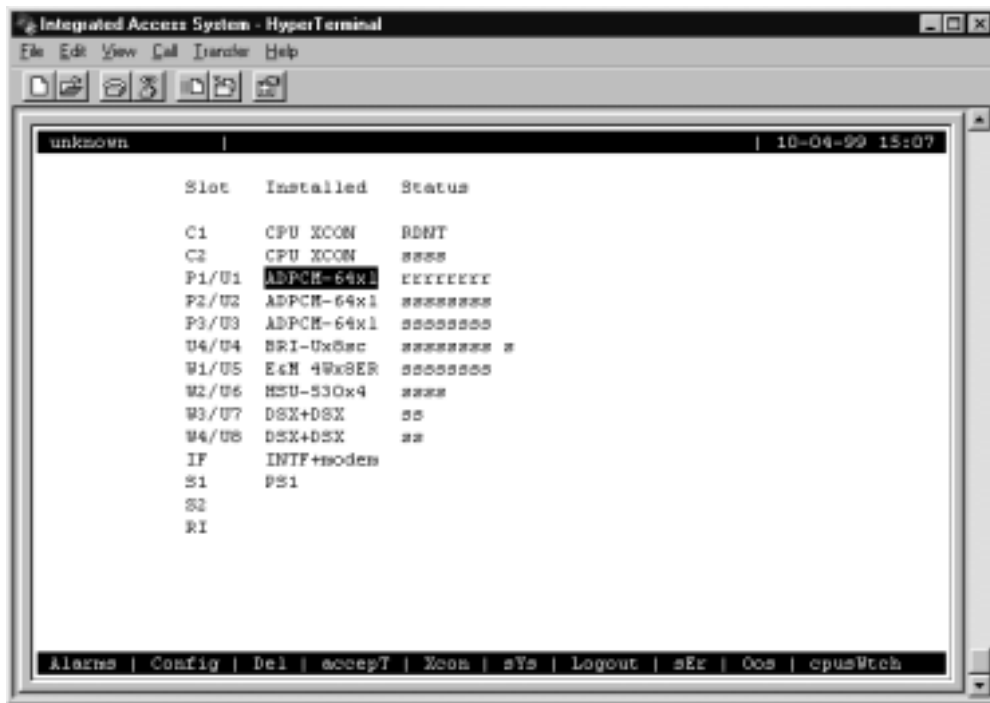 Integrated Access System - HyperTerminal
File Edit View Call Transfer Help
unknown | | 10-04-99 15:07
Slot Installed Status
C1 CPU XCON RDNT
C2 CPU XCON ssss
P1/U1 ADPCM-64x1 rrrrrrrr
P2/U2 ADPCM-64x1 ssssssss
P3/U3 ADPCM-64x1 ssssssss
U4/U4 BRI-Ux8sc ssssssss s
W1/U5 E&M 4Wx8ER ssssssss
W2/U6 HSU-530x4 ssss
W3/U7 DSX+DSX ss
W4/U8 DSX+DSX ss
IF INTF+modem
S1 PS1
S2
RI
Alarms | Config | Del | accepT | Xcon | sYs | Logout | sEr | Oos | cpusWtch